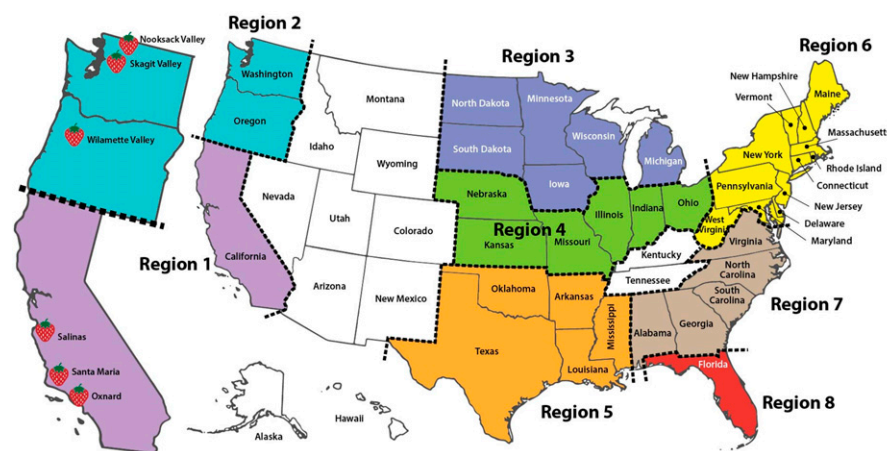 Nooksack Valley
Skagit Valley
Wilamette Valley
Salinas
Santa Maria
Oxnard
Region 2
Region 3
Region 6
Washington
Oregon
Montana
Idaho
Wyoming
Nevada
Utah
Colorado
California
Arizona
New Mexico
Region 1
North Dakota
South Dakota
Minnesota
Wisconsin
Michigan
Iowa
Nebraska
Kansas
Missouri
Illinois
Indiana
Ohio
Region 4
Kentucky
Tennessee
Oklahoma
Arkansas
Texas
Louisiana
Mississippi
Region 5
New Hampshire
Vermont
Maine
Massachusett
Rhode Island
Connecticut
New York
Pennsylvania
New Jersey
Delaware
Maryland
West
Virgini
Virginia
North
Carolina
South
Carolina
Georgia
Alabama
Region 7
Florida
Region 8
Alaska
Hawaii